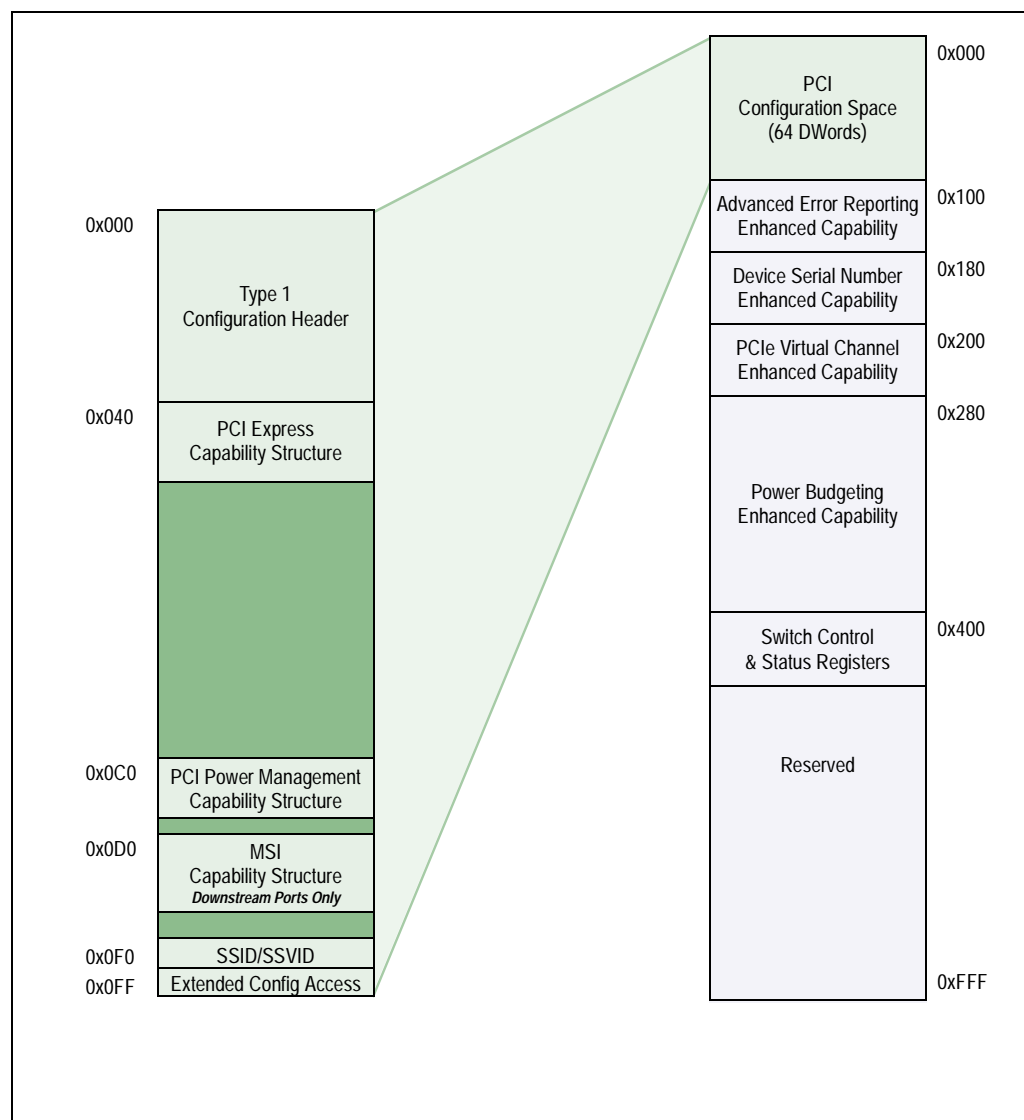 0x000
Type 1
Configuration Header
0x040
PCI Express
Capability Structure
0x0C0
PCI Power Management
Capability Structure
0x0D0
MSI
Capability Structure
Downstream Ports Only
0x0F0
SSID/SSVID
0x0FF
Extended Config Access
PCI
Configuration Space
(64 DWords)
0x000
Advanced Error Reporting
Enhanced Capability
0x100
Device Serial Number
Enhanced Capability
0x180
PCIe Virtual Channel
Enhanced Capability
0x200
Power Budgeting
Enhanced Capability
0x280
Switch Control
& Status Registers
0x400
Reserved
0xFFF